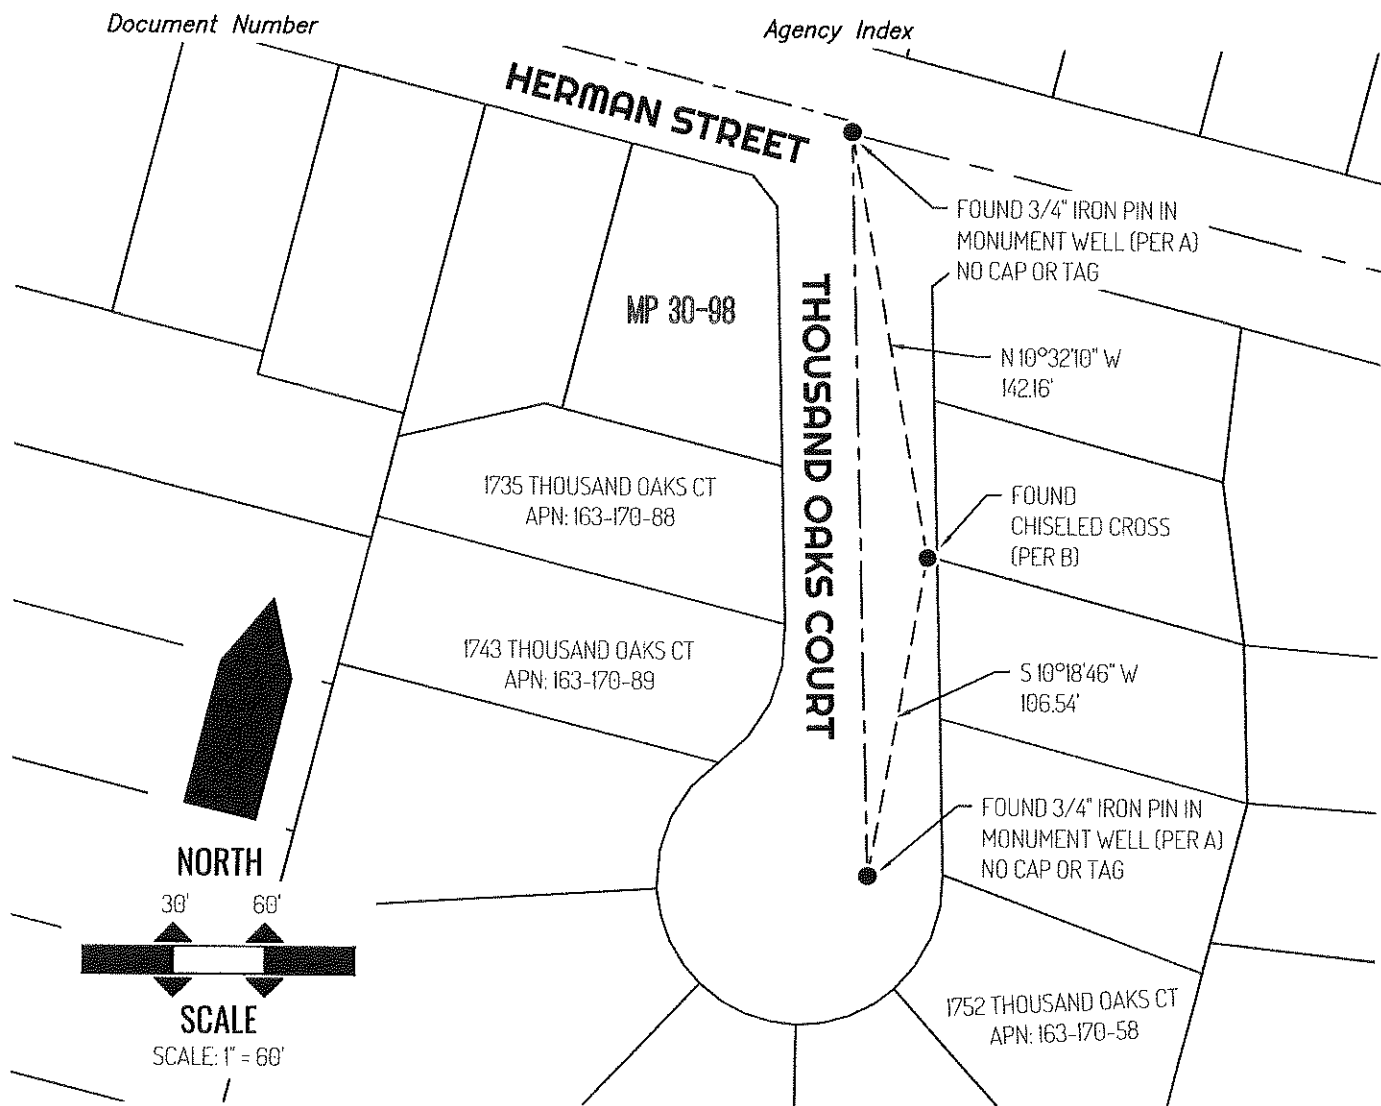 Document Number
Agency Index
HERMAN STREET
FOUND 3/4" IRON PIN IN
MONUMENT WELL (PER A)
NO CAP OR TAG
MP 30-98
THOUSAND OAKS COURT
N 10°32'10" W
142.16'
1735 THOUSAND OAKS CT
APN: 163-170-88
FOUND
CHISELED CROSS
(PER B)
1743 THOUSAND OAKS CT
APN: 163-170-89
S 10°18'46" W
106.54'
FOUND 3/4" IRON PIN IN
MONUMENT WELL (PER A)
NO CAP OR TAG
NORTH
30' 60'
SCALE
SCALE: 1" = 60'
1752 THOUSAND OAKS CT
APN: 163-170-58